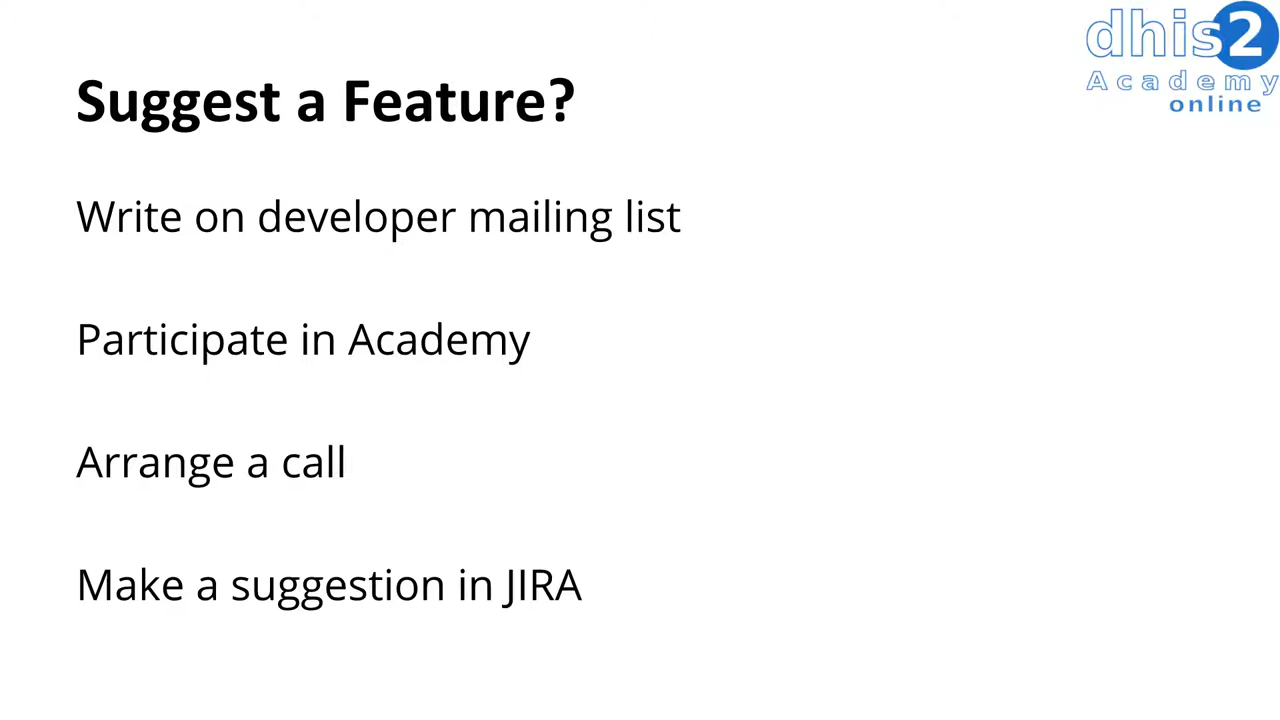 dhis2
Academy
online
Suggest a Feature?
Write on developer mailing list
Participate in Academy
Arrange a call
Make a suggestion in JIRA